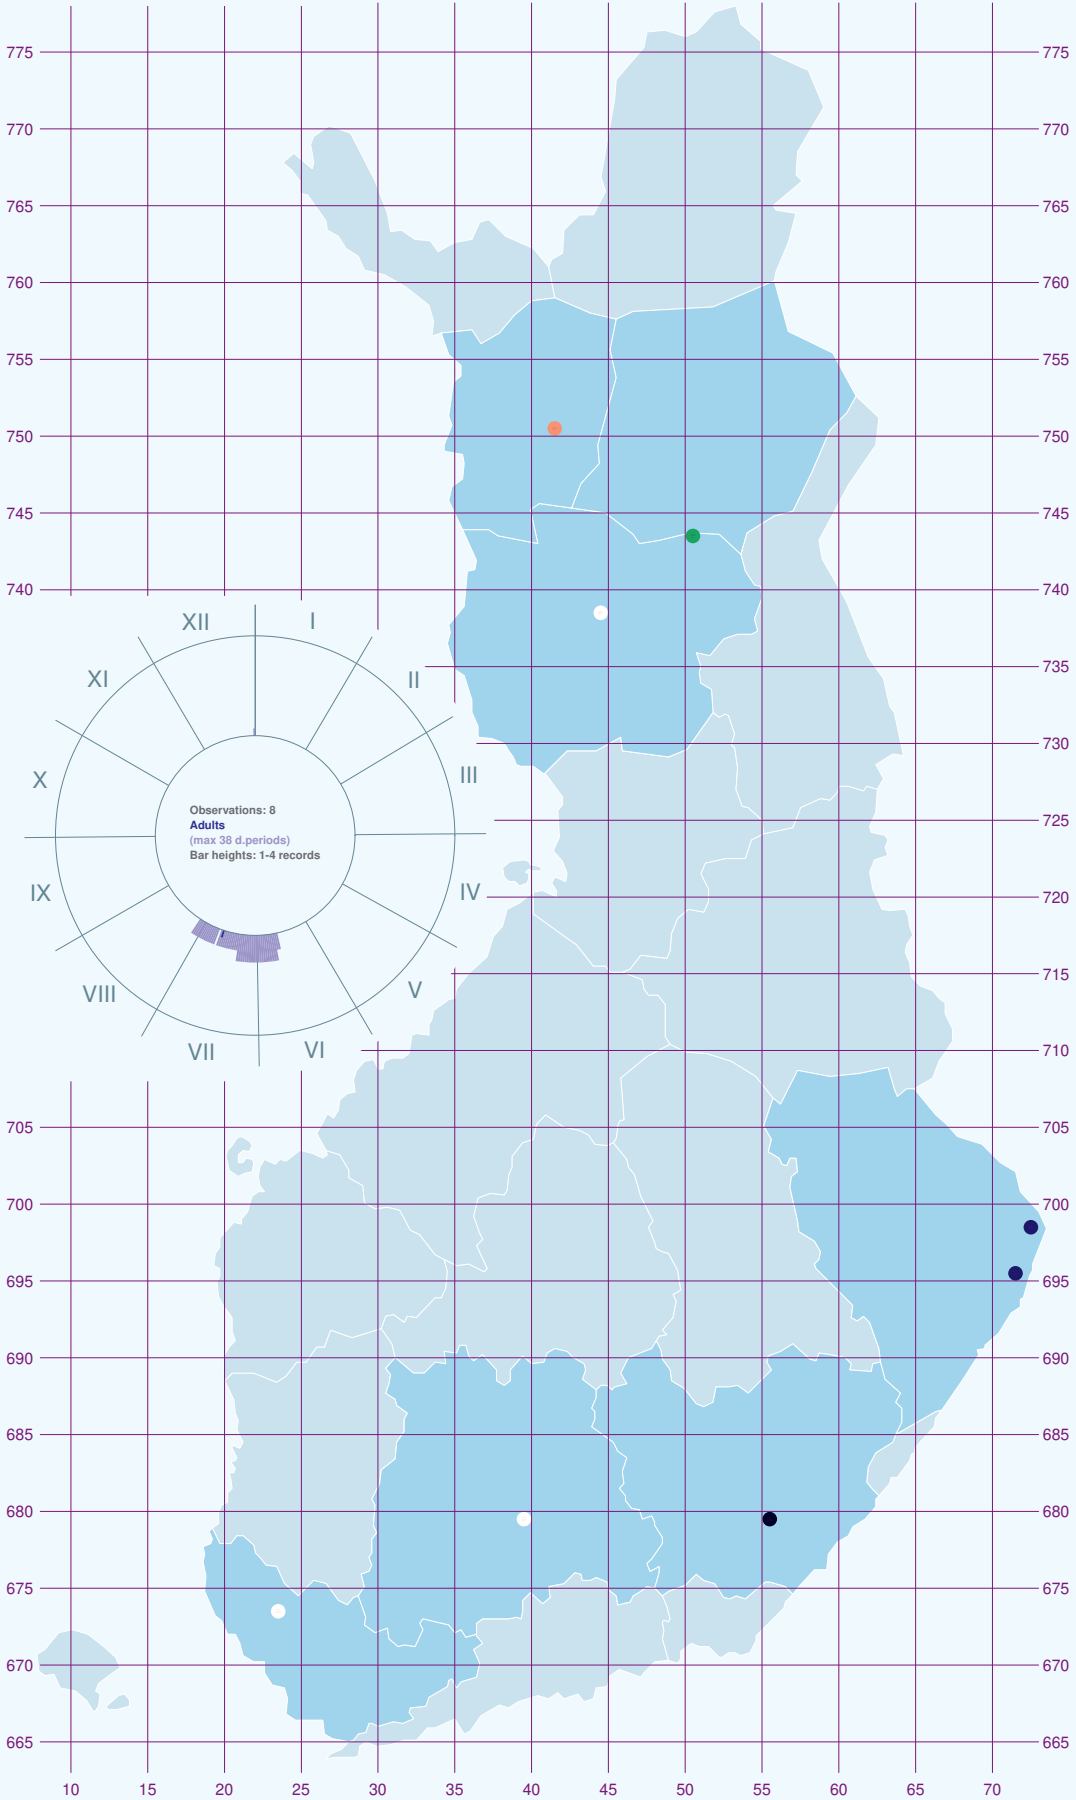 775 775
770 770
765 765
760 760
755 755
750 750
745 745
740 740
XII I
XI II
735
730
X III
Observations: 8
Adults
(max 38 d.periods)
Bar heights: 1-4 records
725
IX IV
720
715
VIII V
VII VI
710
705 705
700 700
695 695
690 690
685 685
680 680
675 675
670 670
665 665
10 15 20 25 30 35 40 45 50 55 60 65 70